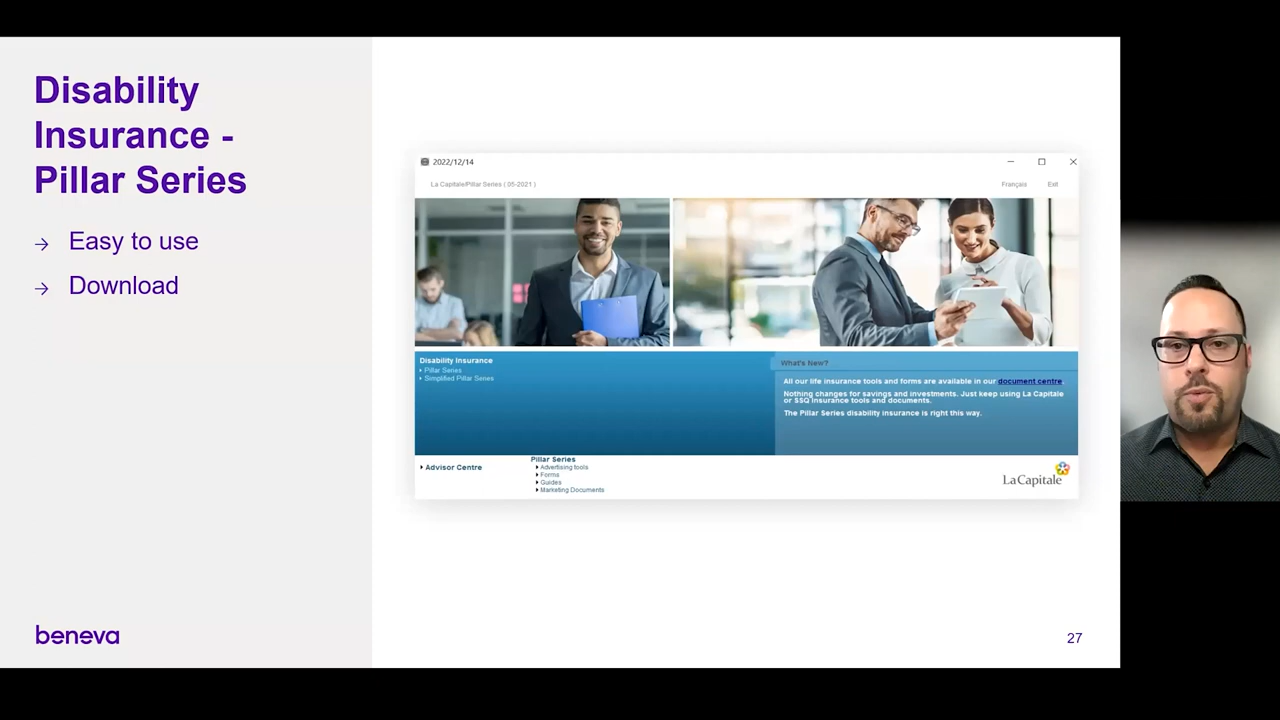 Disability
Insurance -
Pillar Series
→ Easy to use
→ Download
2022/12/14
La Capitale/Pillar Series ( 05-2021 )
Français
Exit
Disability Insurance
Pillar Series
Simplified Pillar Series
What's New?
All our life insurance tools and forms are available in our document centre.
Nothing changes for savings and investments. Just keep using La Capitale
or SSQ Insurance tools and documents.
The Pillar Series disability insurance is right this way.
Advisor Centre
Pillar Series
Advertising tools
Forms
Guides
Marketing Documents
La Capitale
beneva
27